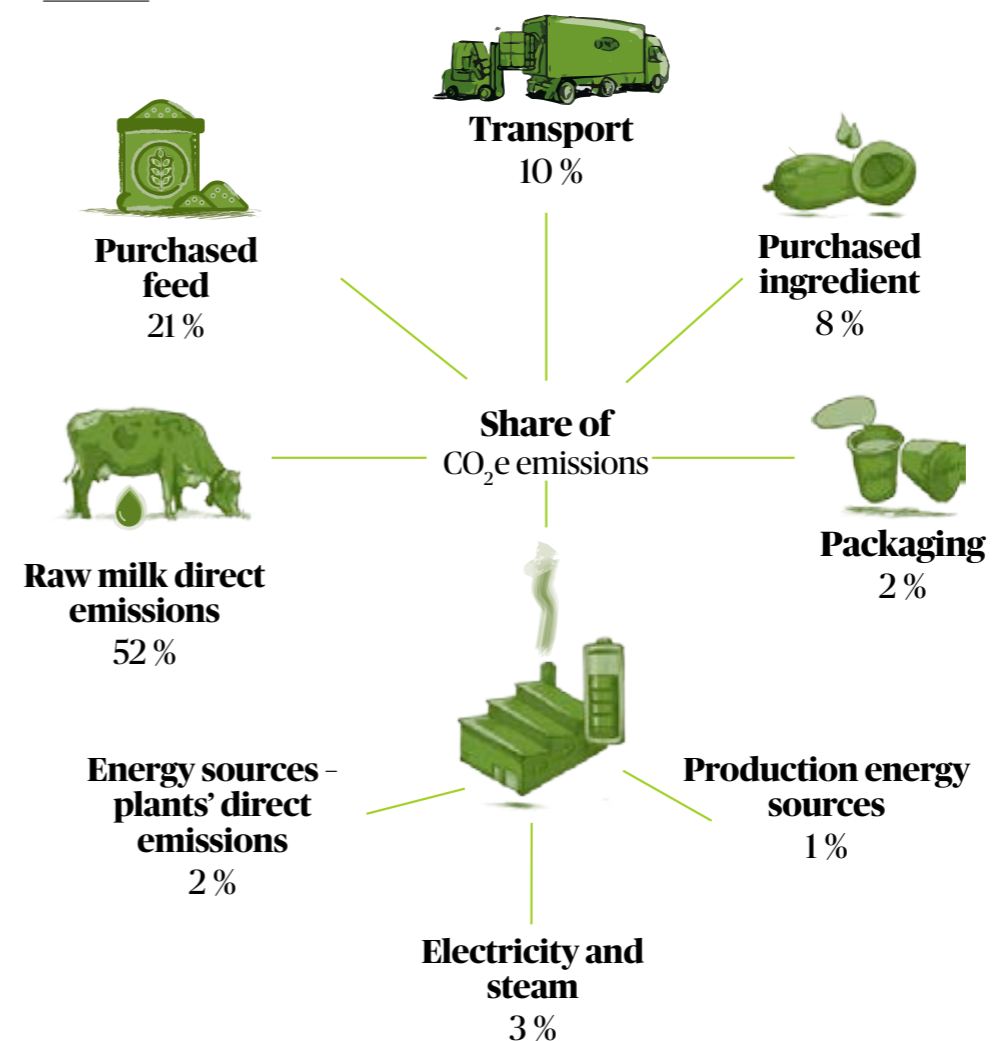 Transport
10 %
Purchased
feed
21 %
Purchased
ingredient
8 %
Share of
CO₂e emissions
Raw milk direct
emissions
52 %
Packaging
2 %
Energy sources –
plants’ direct
emissions
2 %
Production energy
sources
1 %
Electricity and
steam
3 %